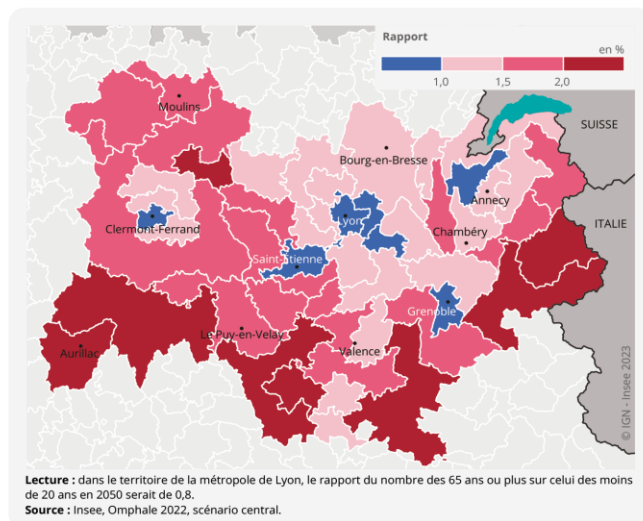 Rapport
en %
1,0 1,5 2,0
SUISSE
Moulins
Bourg-en-Bresse
Annecy
Clermont-Ferrand
Lyon
ITALIE
Chambéry
Saint-Étienne
Grenoble
Le Puy-en-Velay
Aurillac
Valence
© IGN - Insee 2023
Lecture : dans le territoire de la métropole de Lyon, le rapport du nombre des 65 ans ou plus sur celui des moins
de 20 ans en 2050 serait de 0,8.
Source : Insee, Omphale 2022, scénario central.